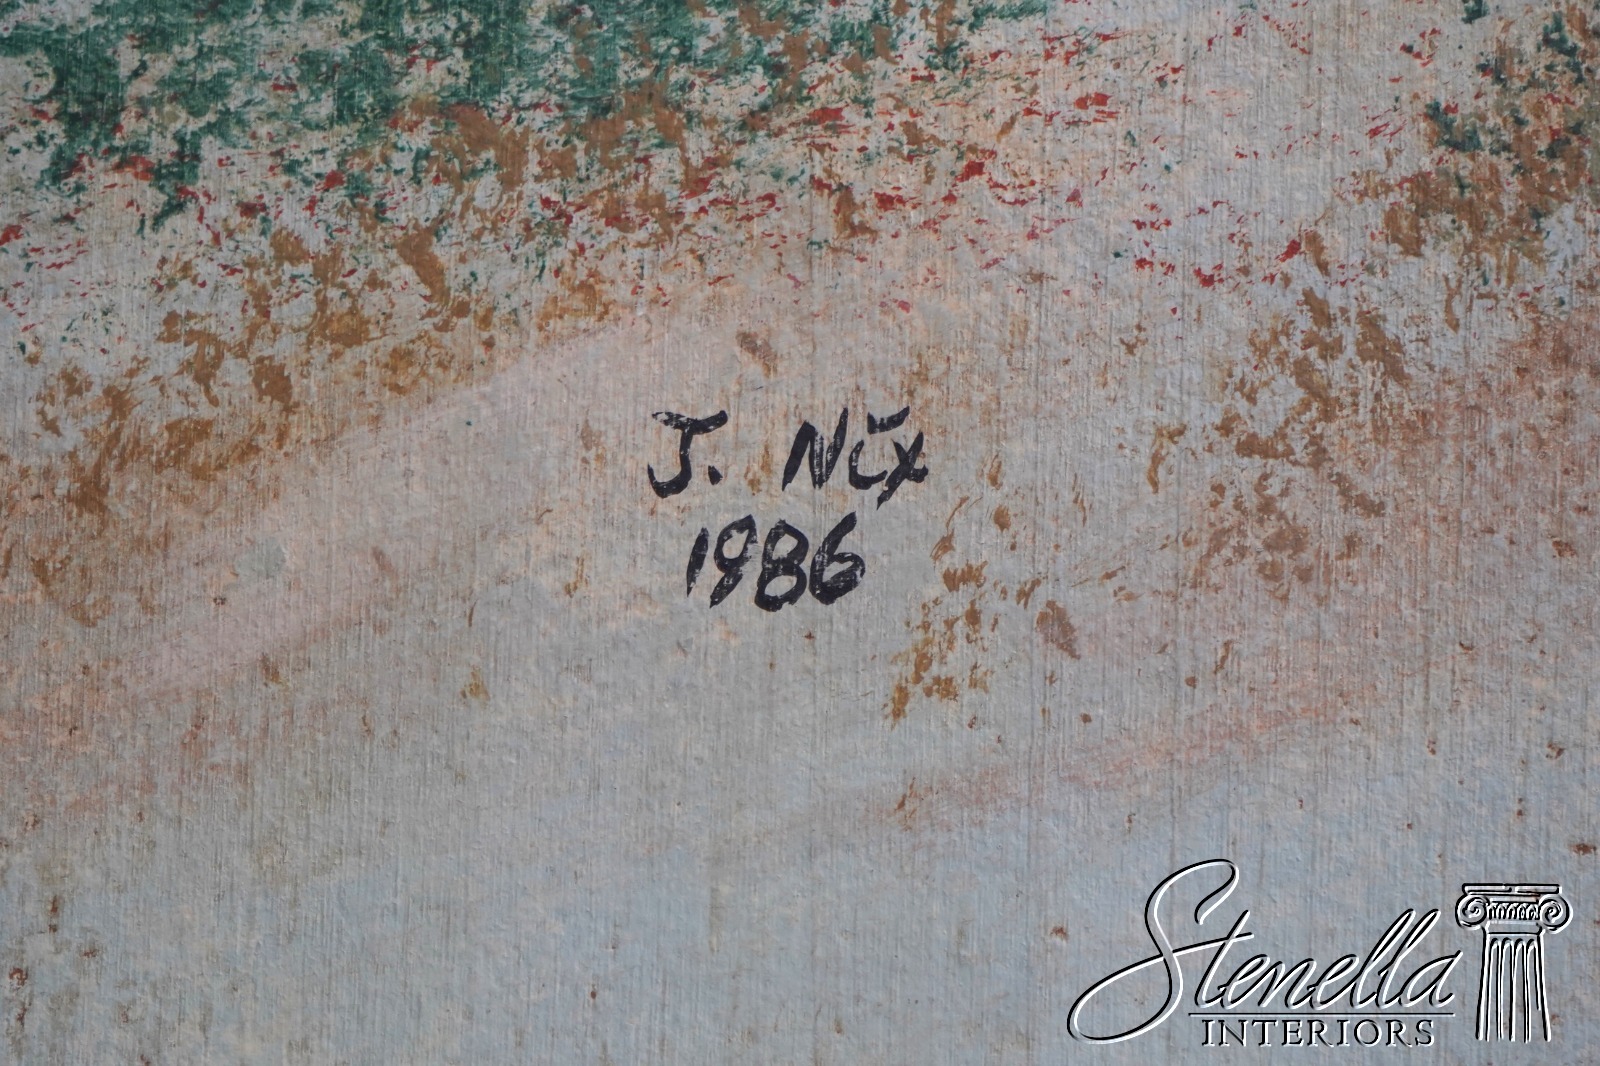 J. Nix
1986
Stenella
INTERIORS